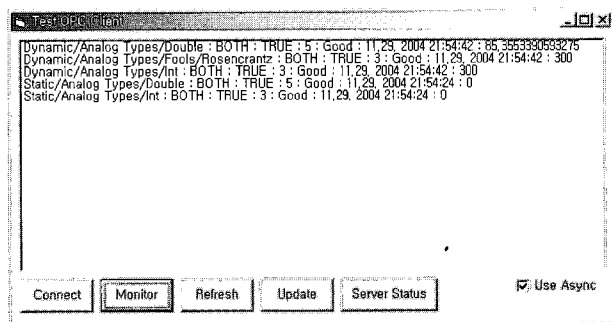 Test OPC Client
Dynamic/Analog Types/Double : BOTH : TRUE : 5 : Good : 11,29, 2004 21:54:42 : 85,3553390593275
Dynamic/Analog Types/Fools/Rosencrantz : BOTH : TRUE : 3 : Good : 11,29, 2004 21:54:42 : 300
Dynamic/Analog Types/Int : BOTH : TRUE : 3 : Good : 11,29, 2004 21:54:42 : 300
Static/Analog Types/Double : BOTH : TRUE : 5 : Good : 11,29, 2004 21:54:24 : 0
Static/Analog Types/Int : BOTH : TRUE : 3 : Good : 11,29, 2004 21:54:24 : 0
Connect Monitor Refresh Update Server Status Use Async